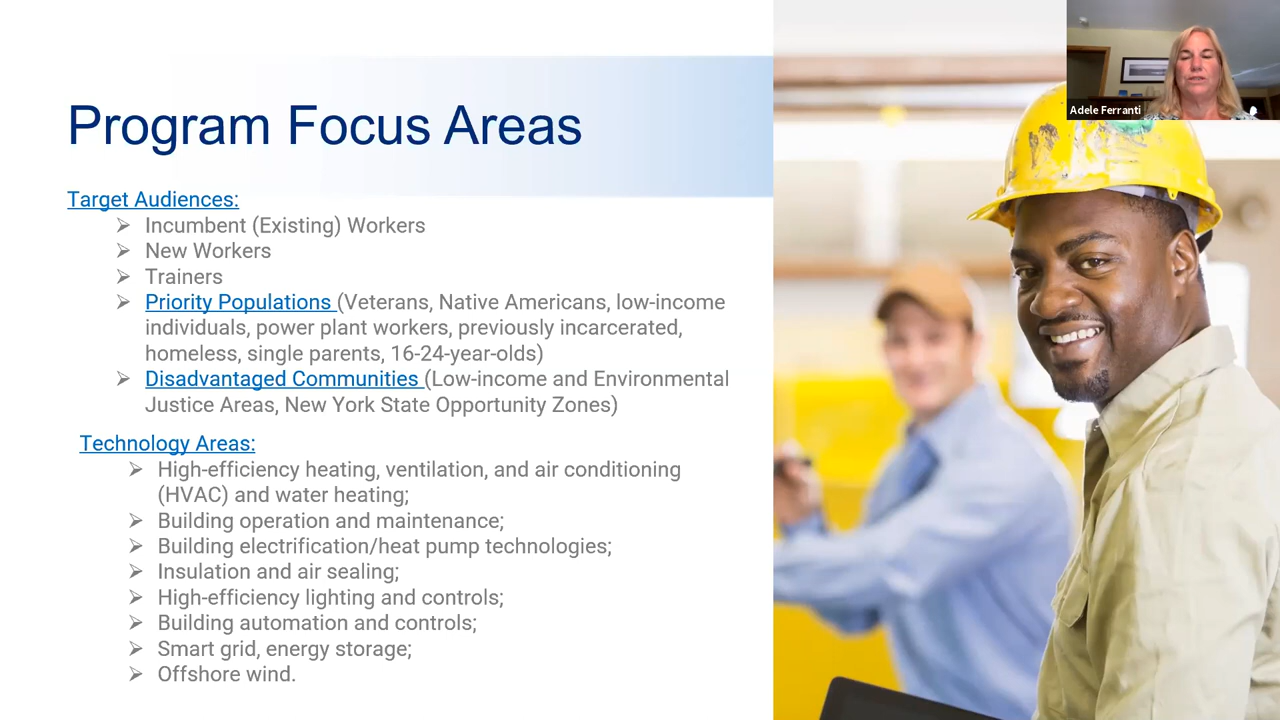 Program Focus Areas
Adele Ferranti
Target Audiences:
➢ Incumbent (Existing) Workers
➢ New Workers
➢ Trainers
➢ Priority Populations (Veterans, Native Americans, low-income
individuals, power plant workers, previously incarcerated,
homeless, single parents, 16-24-year-olds)
➢ Disadvantaged Communities (Low-income and Environmental
Justice Areas, New York State Opportunity Zones)
Technology Areas:
➢ High-efficiency heating, ventilation, and air conditioning
(HVAC) and water heating;
➢ Building operation and maintenance;
➢ Building electrification/heat pump technologies;
➢ Insulation and air sealing;
➢ High-efficiency lighting and controls;
➢ Building automation and controls;
➢ Smart grid, energy storage;
➢ Offshore wind.